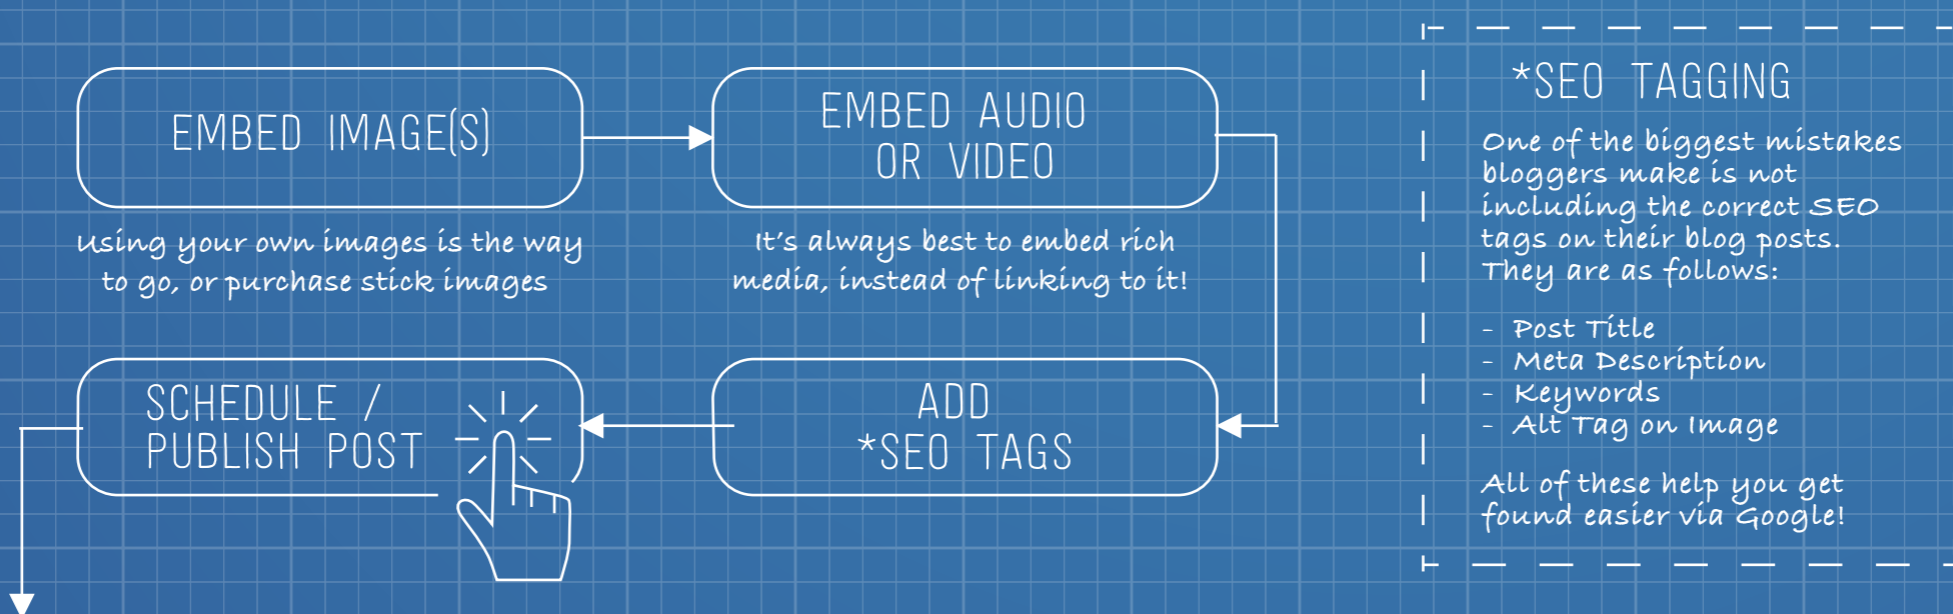 EMBED IMAGE(S)
using your own images is the way
to go, or purchase stick images
EMBED AUDIO
OR VIDEO
It's always best to embed rich
media, instead of linking to it!
ADD
*SEO TAGS
SCHEDULE /
PUBLISH POST
*SEO TAGGING
One of the biggest mistakes
bloggers make is not
including the correct SEO
tags on their blog posts.
They are as follows:
- Post Title
- Meta Description
- Keywords
- Alt Tag on Image
All of these help you get
found easier via Google!